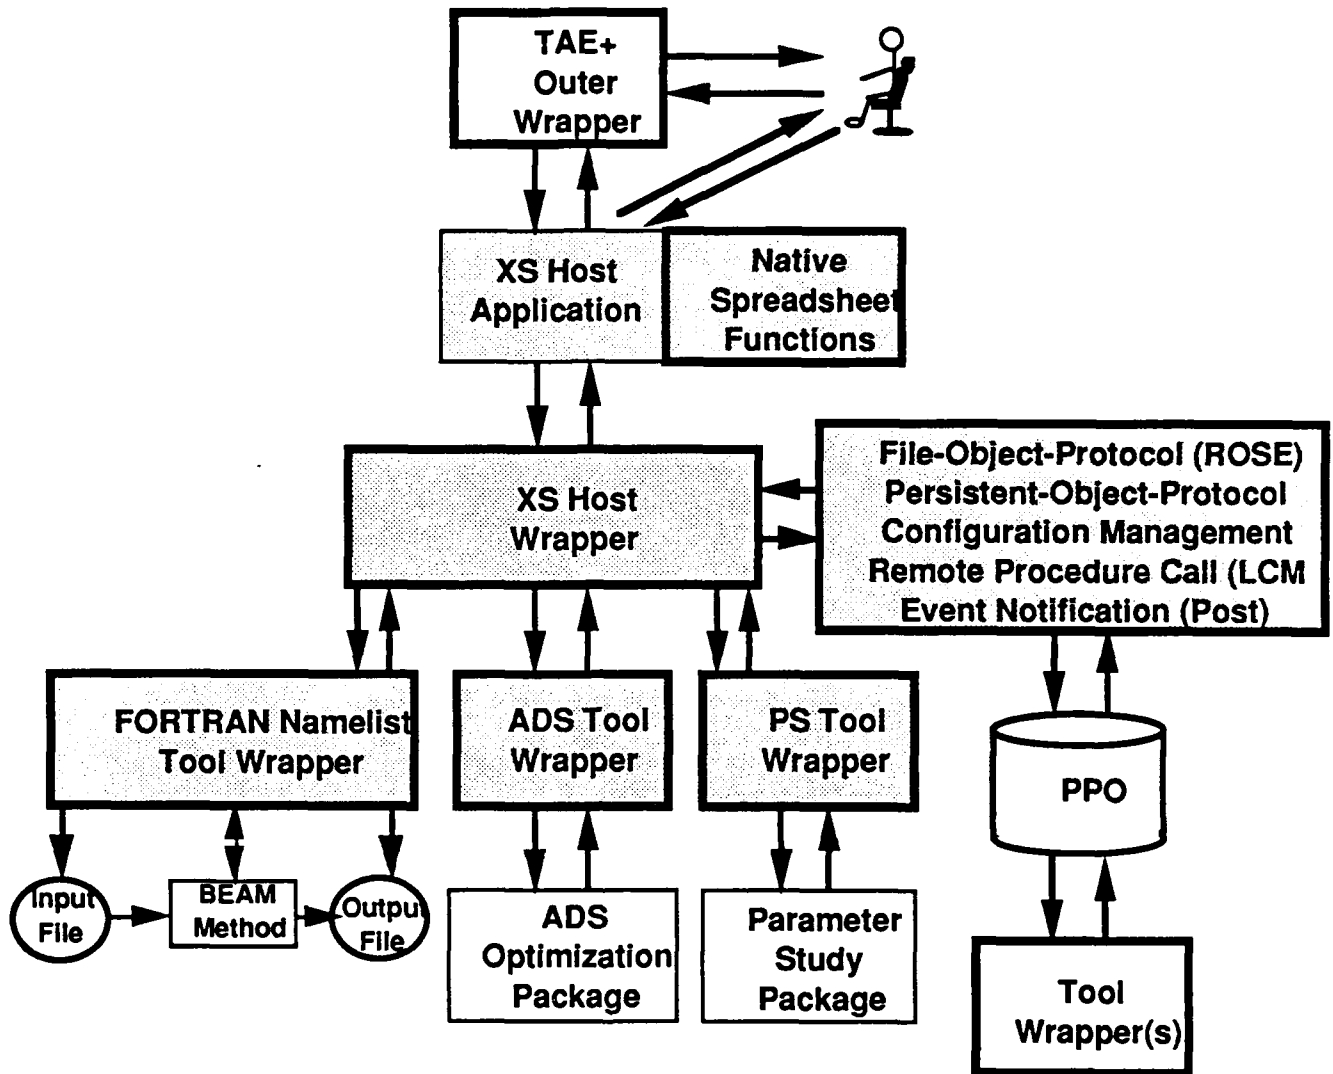 TAE+
Outer
Wrapper
XS Host
Application
Native
Spreadsheet
Functions
XS Host
Wrapper
File-Object-Protocol (ROSE)
Persistent-Object-Protocol
Configuration Management
Remote Procedure Call (LCM
Event Notification (Post)
FORTRAN Namelist
Tool Wrapper
ADS Tool
Wrapper
PS Tool
Wrapper
PPO
Input
File
BEAM
Method
Output
File
ADS
Optimization
Package
Parameter
Study
Package
Tool
Wrapper(s)